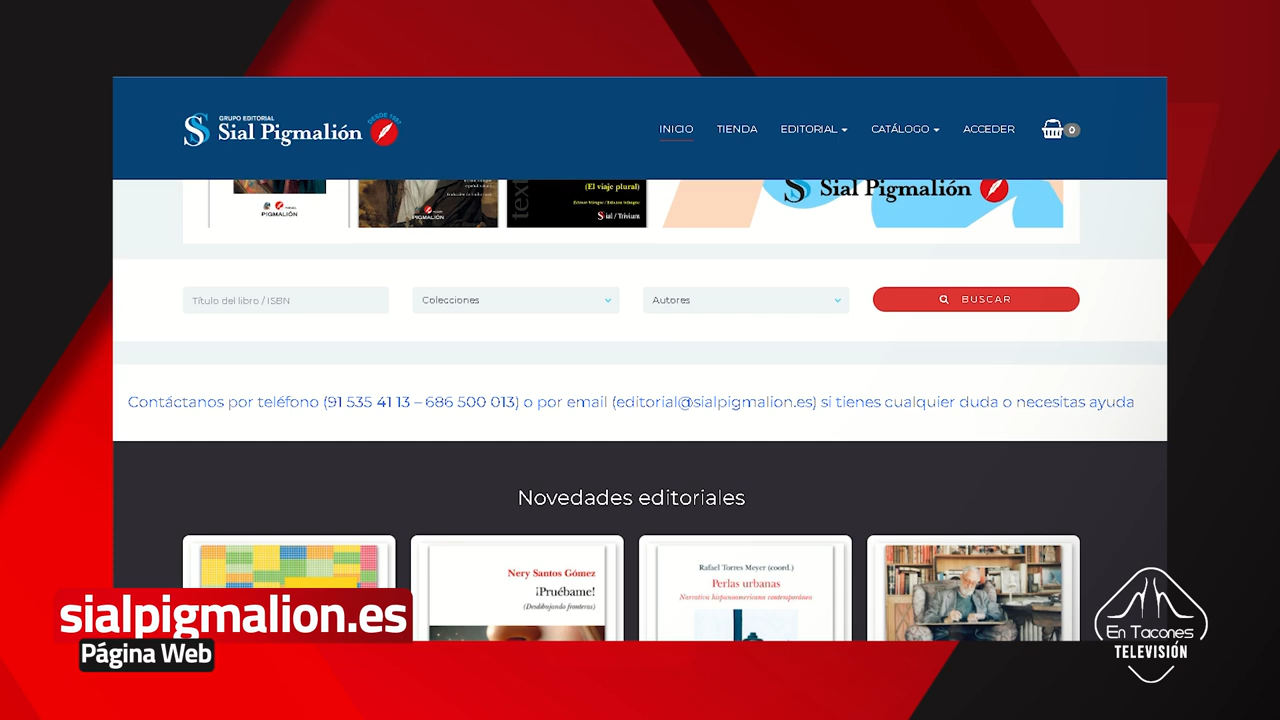 GRUPO EDITORIAL
Sial Pigmalión
DESDE 1997
INICIO
TIENDA
EDITORIAL
CATÁLOGO
ACCEDER
0
PIGMALIÓN
PIGMALIÓN
text
(El viaje plural)
Sial / Trivium
Sial Pigmalión
Título del libro / ISBN
Colecciones
Autores
BUSCAR
Contáctanos por teléfono (91 535 41 13 – 686 500 013) o por email (editorial@sialpigmalion.es) si tienes cualquier duda o necesitas ayuda
Novedades editoriales
Nery Santos Gómez
¡Pruébame!
(Desdibujando fronteras)
Rafael Torres Meyer (coord.)
Perlas urbanas
Narrativa hispanoamericana contemporánea
sialpigmalion.es
Página Web
En Tacones
TELEVISIÓN